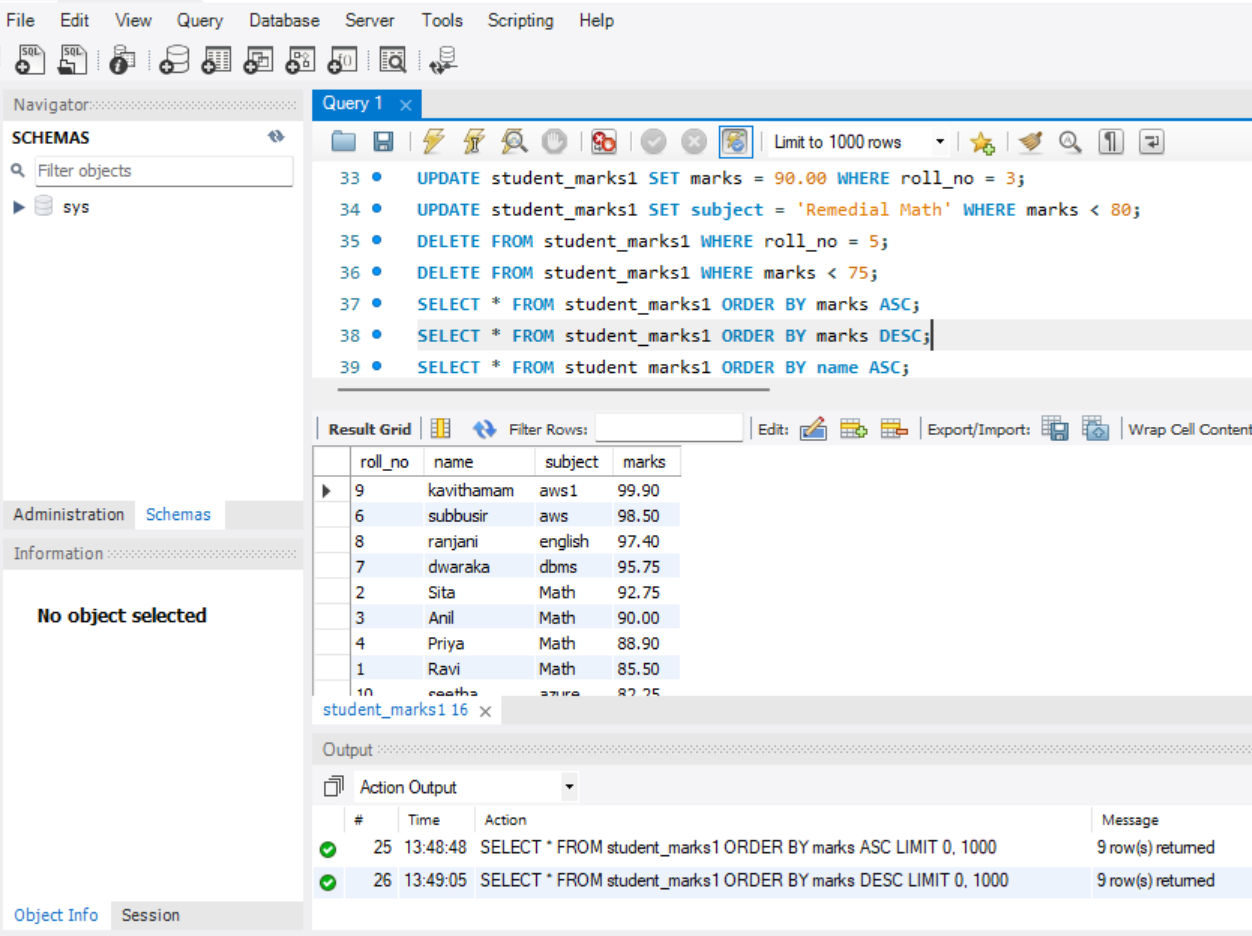 File Edit View Query Database Server Tools Scripting Help
SQL SQL
Navigator
SCHEMAS
Filter objects
sys
Administration Schemas
Information
No object selected
Object Info Session
Query 1
Limit to 1000 rows
33 UPDATE student_marks1 SET marks = 90.00 WHERE roll_no = 3;
34 UPDATE student_marks1 SET subject = 'Remedial Math' WHERE marks < 80;
35 DELETE FROM student_marks1 WHERE roll_no = 5;
36 DELETE FROM student_marks1 WHERE marks < 75;
37 SELECT * FROM student_marks1 ORDER BY marks ASC;
38 SELECT * FROM student_marks1 ORDER BY marks DESC;
39 SELECT * FROM student marks1 ORDER BY name ASC;
Result Grid Filter Rows: Edit: Export/Import: Wrap Cell Content
roll_no name subject marks
9 kavithamam aws1 99.90
6 subbusir aws 98.50
8 ranjani english 97.40
7 dwaraka dbms 95.75
2 Sita Math 92.75
3 Anil Math 90.00
4 Priya Math 88.90
1 Ravi Math 85.50
10 seetha azure 82.25
student_marks1 16
Output
Action Output
# Time Action Message
25 13:48:48 SELECT * FROM student_marks1 ORDER BY marks ASC LIMIT 0, 1000 9 row(s) returned
26 13:49:05 SELECT * FROM student_marks1 ORDER BY marks DESC LIMIT 0, 1000 9 row(s) returned